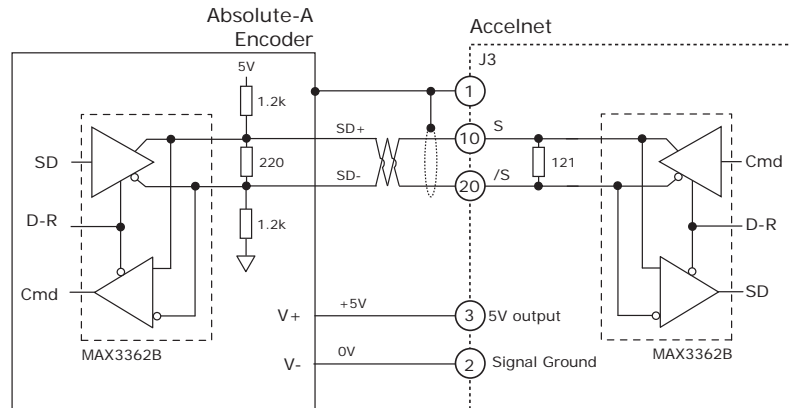 Absolute-A
Encoder
Accelnet
J3
5V
1.2k
1
SD+
10
S
SD
220
121
Cmd
SD-
20
/S
D-R
1.2k
D-R
Cmd
SD
V+
+5V
3
5V output
MAX3362B
MAX3362B
V-
0V
2
Signal Ground